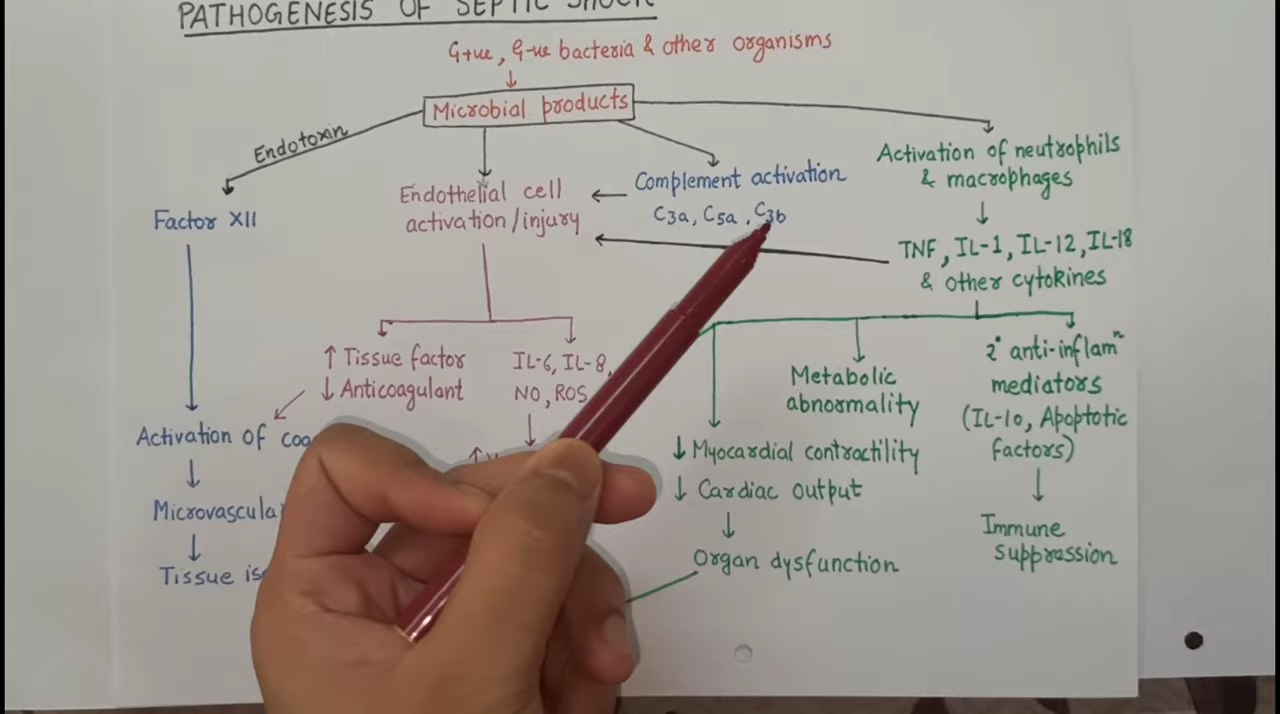 PATHOGENESIS OF SEPTIC SHOCK
G+ve, G-ve bacteria & other organisms
Microbial products
Endotoxin
Factor XII
Endothelial cell
activation/injury
Complement activation
C3a, C5a, C3b
Activation of neutrophils
& macrophages
TNF, IL-1, IL-12, IL-18
& other cytokines
↑ Tissue factor
↓ Anticoagulant
IL-6, IL-8,
NO, ROS
Activation of
Microvascular
Tissue
Metabolic
abnormality
↓ Myocardial contractility
↓ Cardiac output
Organ dysfunction
2° anti-inflamⁿ
mediators
(IL-10, Apoptotic
factors)
Immune
suppression